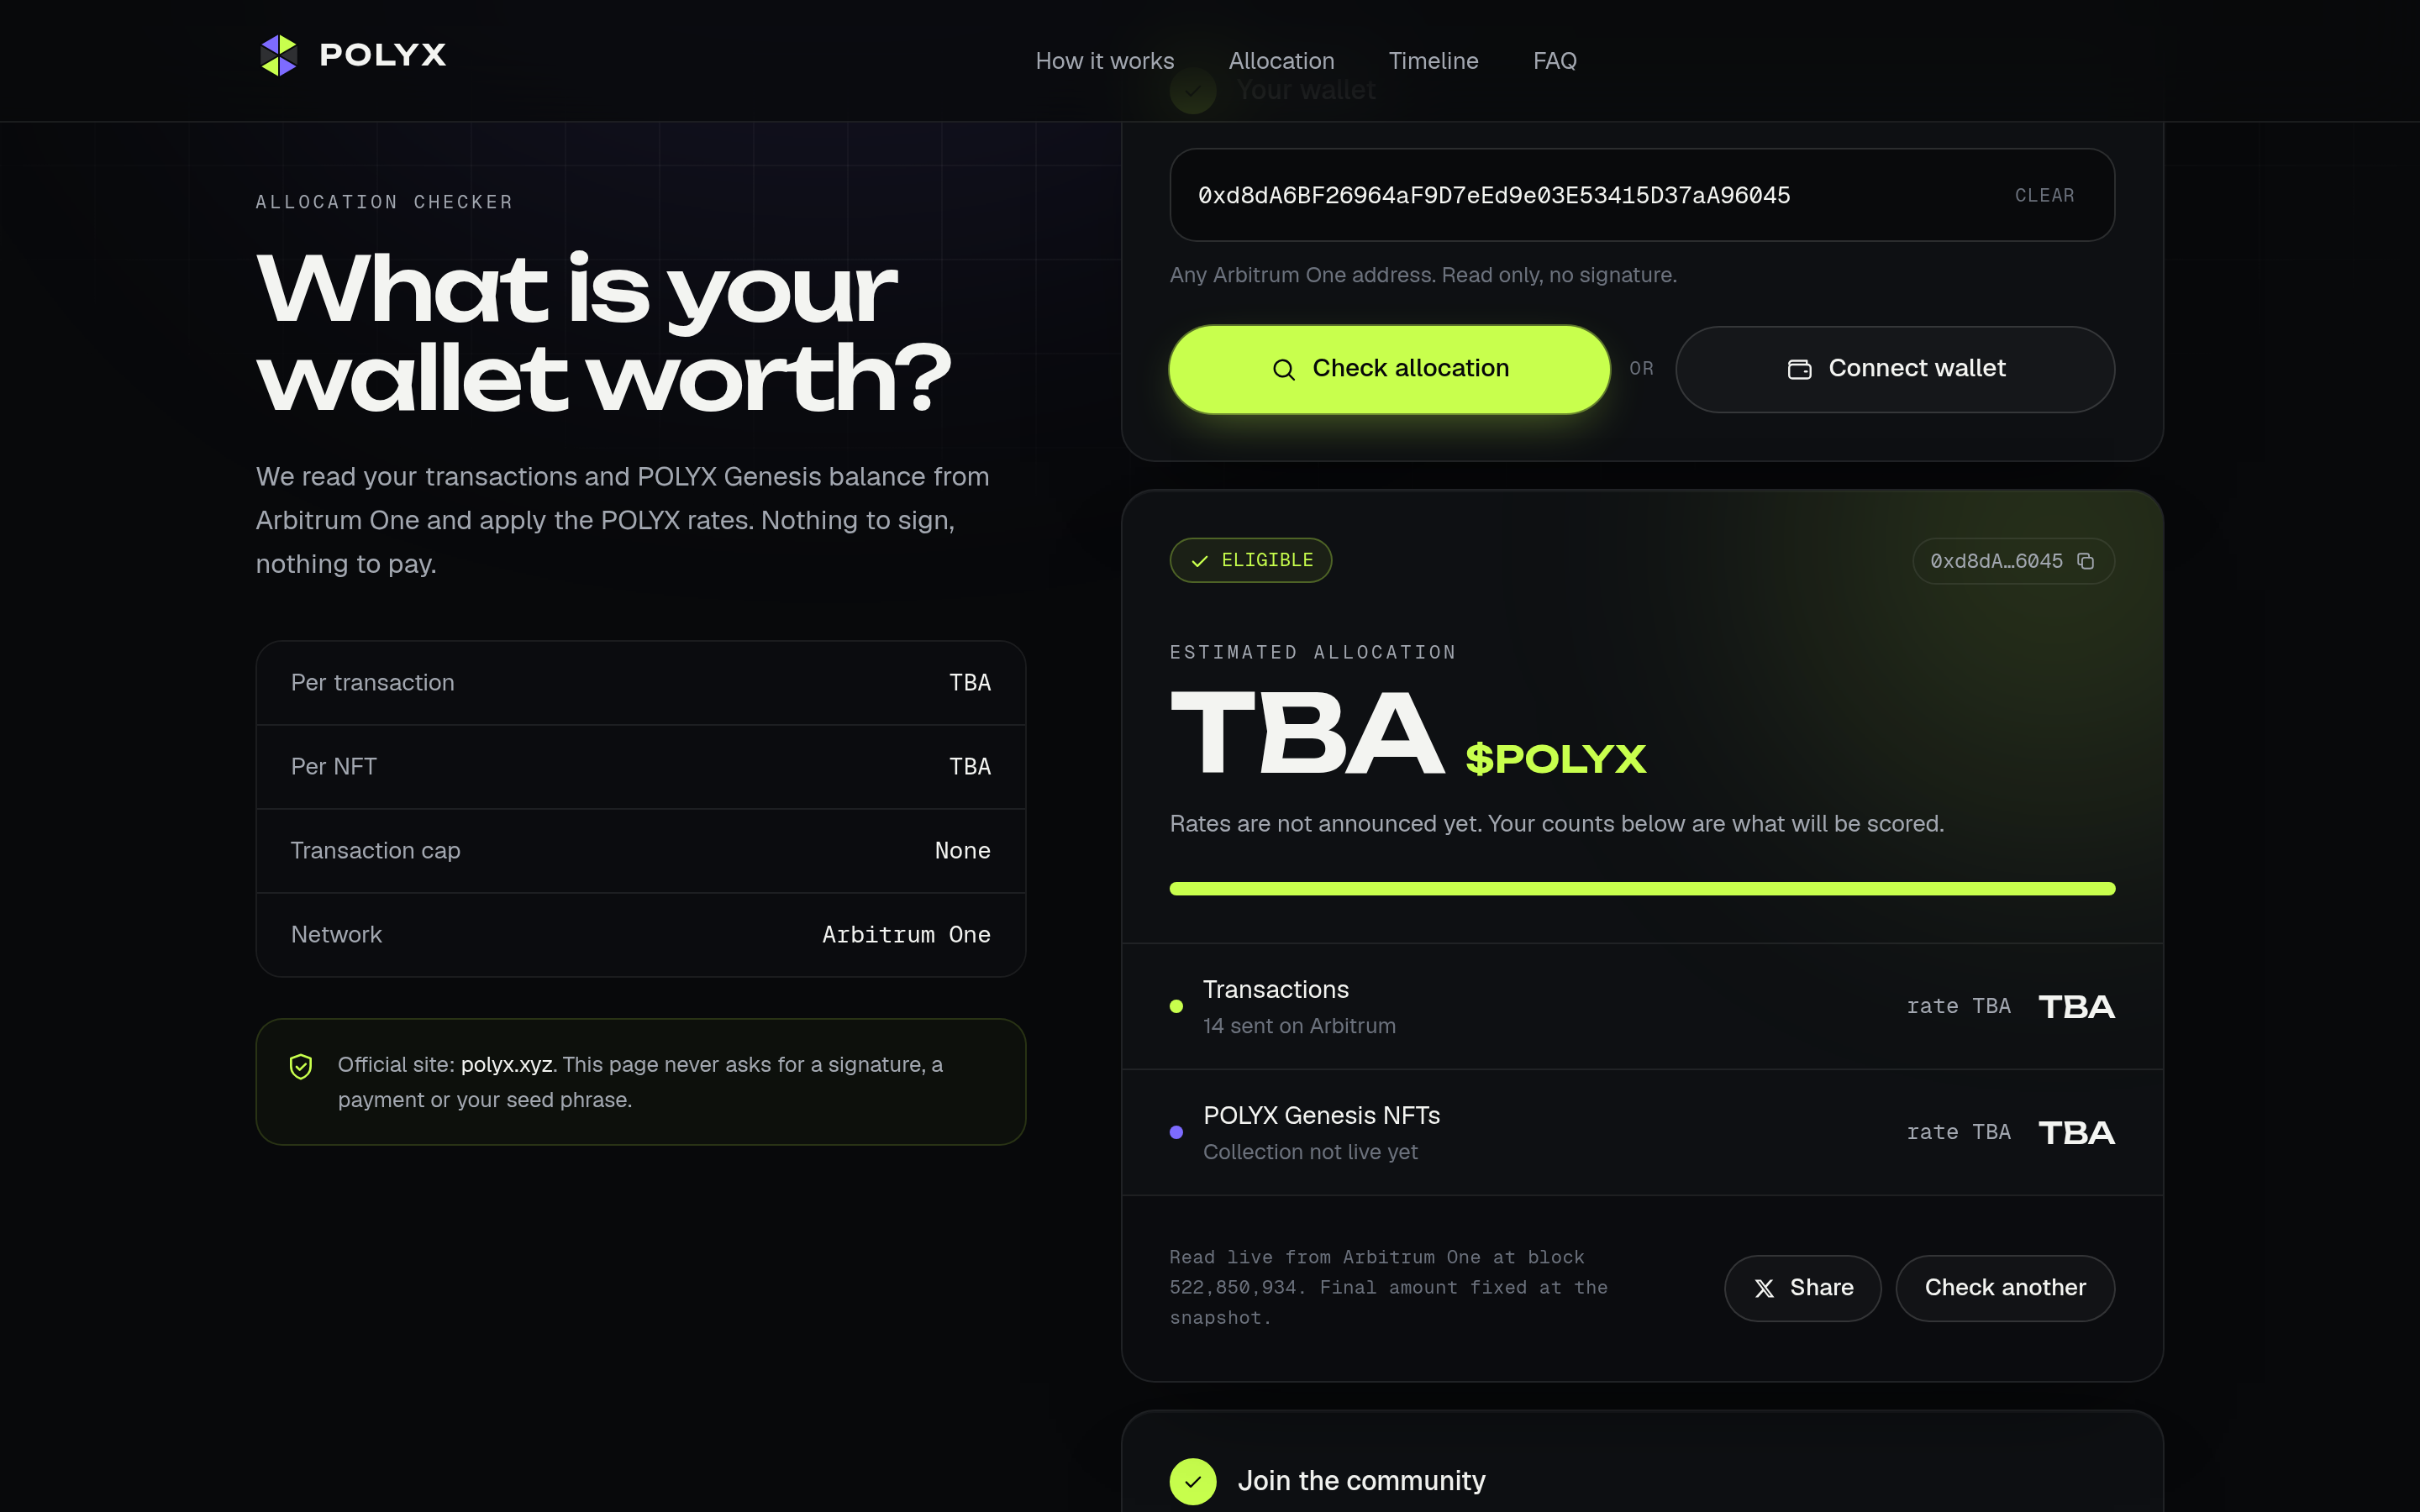 POLYX
How it works
Allocation
Timeline
FAQ
Your wallet
ALLOCATION CHECKER
What is your
wallet worth?
We read your transactions and POLYX Genesis balance from
Arbitrum One and apply the POLYX rates. Nothing to sign,
nothing to pay.
Per transaction TBA
Per NFT TBA
Transaction cap None
Network Arbitrum One
Official site: polyx.xyz. This page never asks for a signature, a
payment or your seed phrase.
0xd8dA6BF26964aF9D7eEd9e03E53415D37aA96045 CLEAR
Any Arbitrum One address. Read only, no signature.
Check allocation OR Connect wallet
ELIGIBLE 0xd8dA…6045
ESTIMATED ALLOCATION
TBA $POLYX
Rates are not announced yet. Your counts below are what will be scored.
Transactions
14 sent on Arbitrum
rate TBA TBA
POLYX Genesis NFTs
Collection not live yet
rate TBA TBA
Read live from Arbitrum One at block
522,850,934. Final amount fixed at the
snapshot.
Share
Check another
Join the community